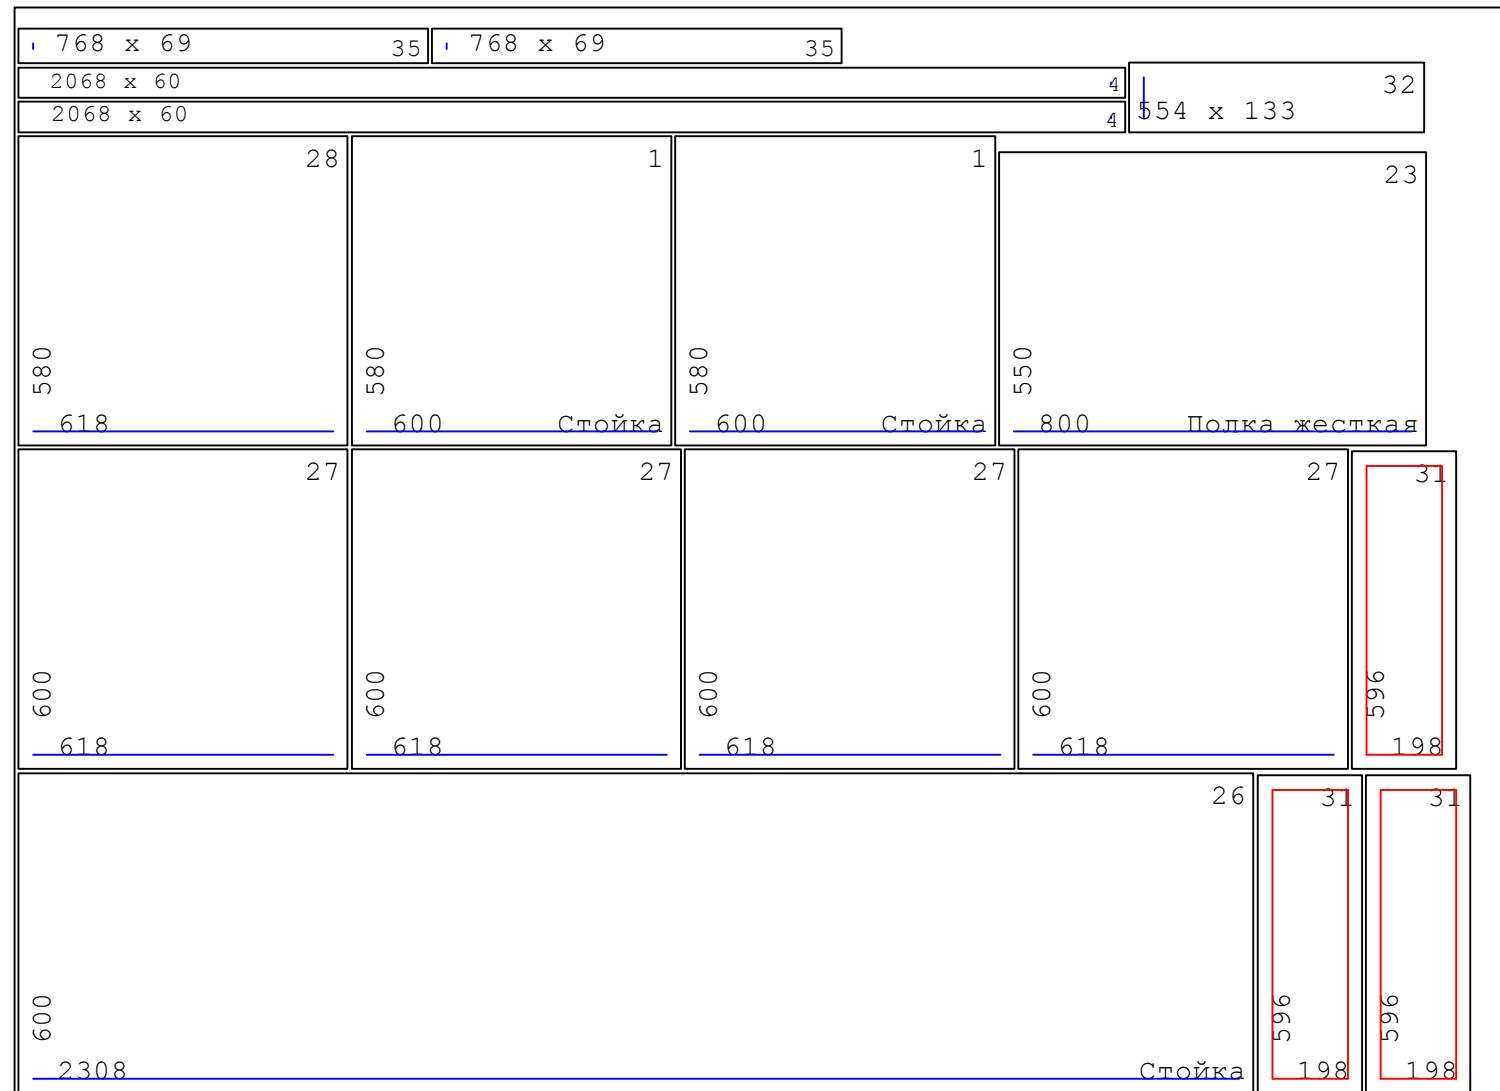 768 x 69 35 768 x 69 35
2068 x 60 4 32
2068 x 60 4 554 x 133
28 1 1 23
580 580 580 550
618 600 Стойка 600 Стойка 800 Полка жесткая
27 27 27 27 31
600 600 600 600 596
618 618 618 618 198
26 31 31
600 596 596
2308 Стойка 198 198